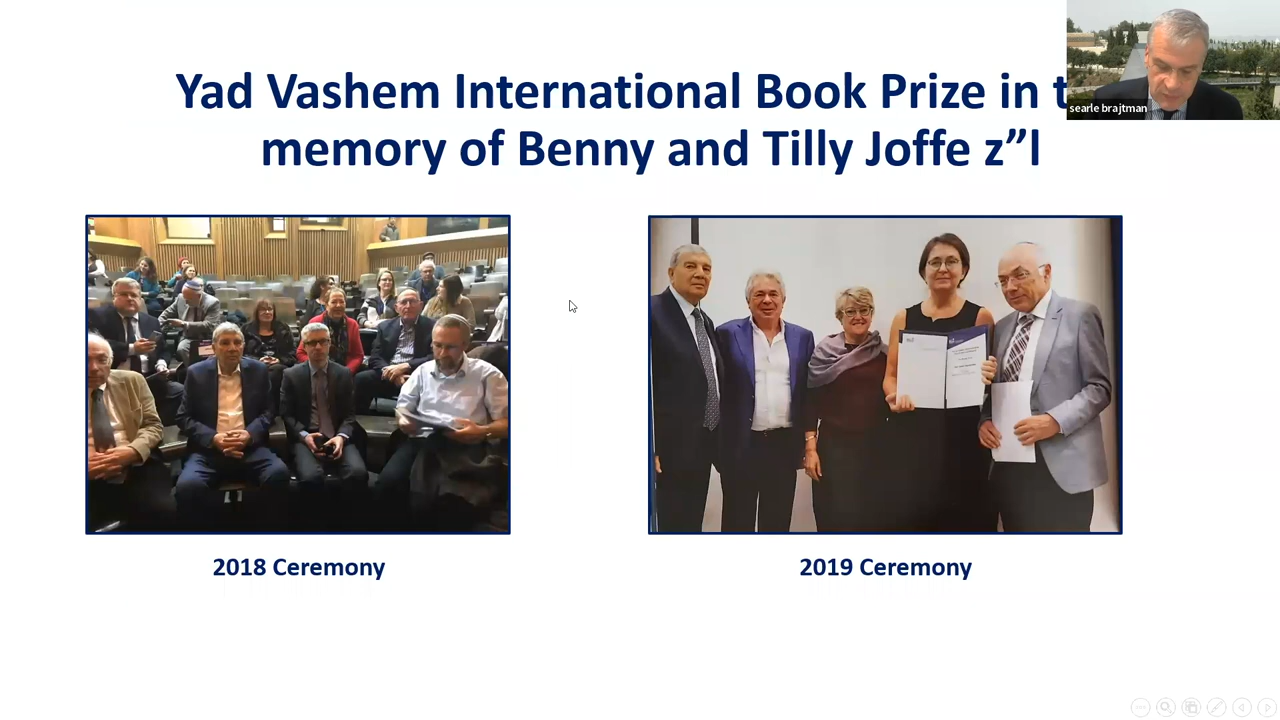 Yad Vashem International Book Prize in t
memory of Benny and Tilly Joffe z”l
searle brajtman
2018 Ceremony
2019 Ceremony